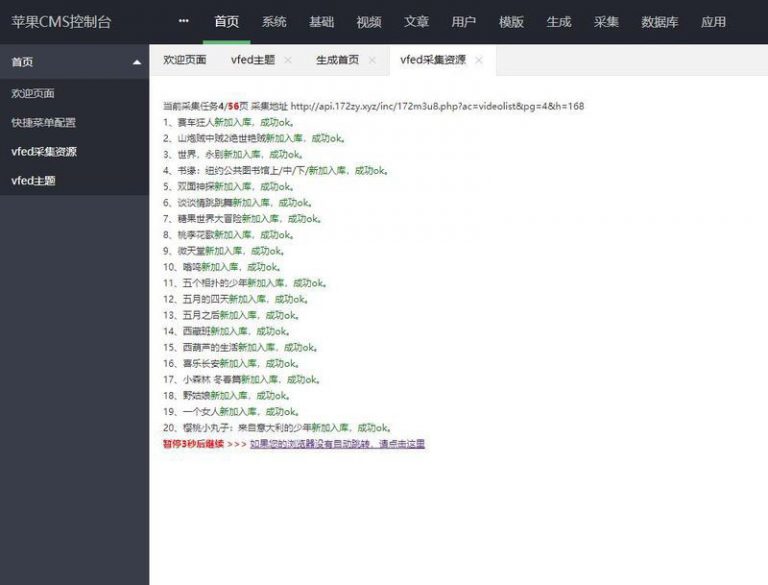 苹果CMS控制台 ••• 首页 系统 基础 视频 文章 用户 模版 生成 采集 数据库 应用
首页
欢迎页面
快捷菜单配置
vfed采集资源
vfed主题
欢迎页面 vfed主题 生成首页 vfed采集资源
当前采集任务4/56页 采集地址 http://api.172zy.xyz/inc/172m3u8.php?ac=videolist&pg=4&h=168
1、赛车狂人新加入库，成功ok。
2、山炮贼中贼2绝世绝贼新加入库，成功ok。
3、世界，永别新加入库，成功ok。
4、书缘：纽约公共图书馆上/中/下/新加入库，成功ok。
5、双面神探新加入库，成功ok。
6、谈谈情跳跳舞新加入库，成功ok。
7、糖果世界大冒险新加入库，成功ok。
8、桃李花歌新加入库，成功ok。
9、微天堂新加入库，成功ok。
10、嗡鸣新加入库，成功ok。
11、五个相扑的少年新加入库，成功ok。
12、五月的四天新加入库，成功ok。
13、五月之后新加入库，成功ok。
14、西藏班新加入库，成功ok。
15、西葫芦的生活新加入库，成功ok。
16、喜乐长安新加入库，成功ok。
17、小森林 冬春篇新加入库，成功ok。
18、野姑娘新加入库，成功ok。
19、一个女人新加入库，成功ok。
20、樱桃小丸子：来自意大利的少年新加入库，成功ok。
暂停3秒后继续 >>> 如果您的浏览器没有自动跳转，请点击这里